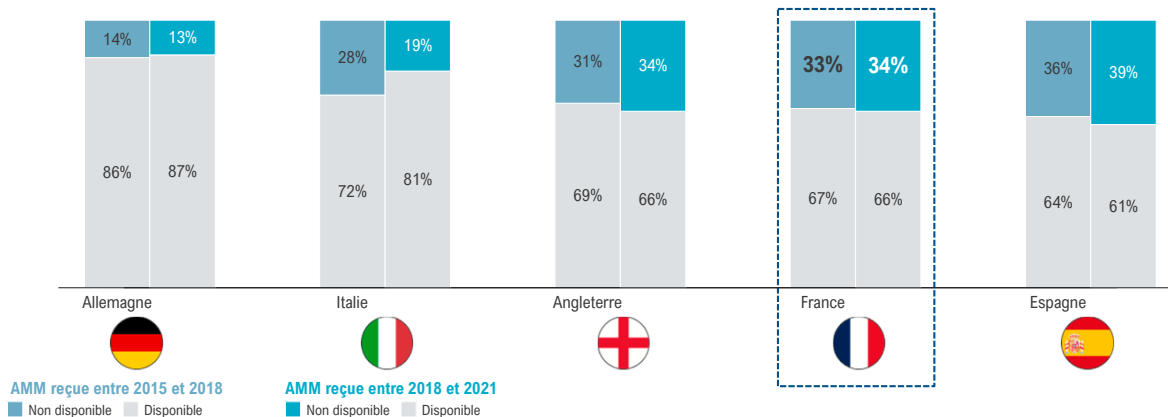 14% 13% 28% 19% 31% 34% 33% 34% 36% 39%
86% 87% 72% 81% 69% 66% 67% 66% 64% 61%
Allemagne Italie Angleterre France Espagne
AMM reçue entre 2015 et 2018 AMM reçue entre 2018 et 2021
Non disponible Disponible Non disponible Disponible